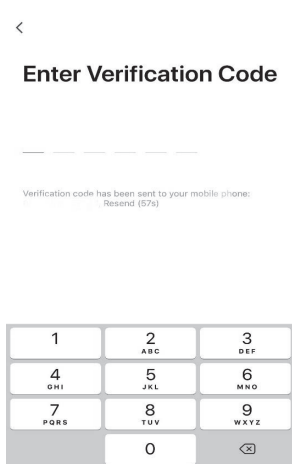 Enter Verification Code
Verification code has been sent to your mobile phone:
Resend (57s)
1
2
ABC
3
DEF
4
GHI
5
JKL
6
MNO
7
PQRS
8
TUV
9
WXYZ
0